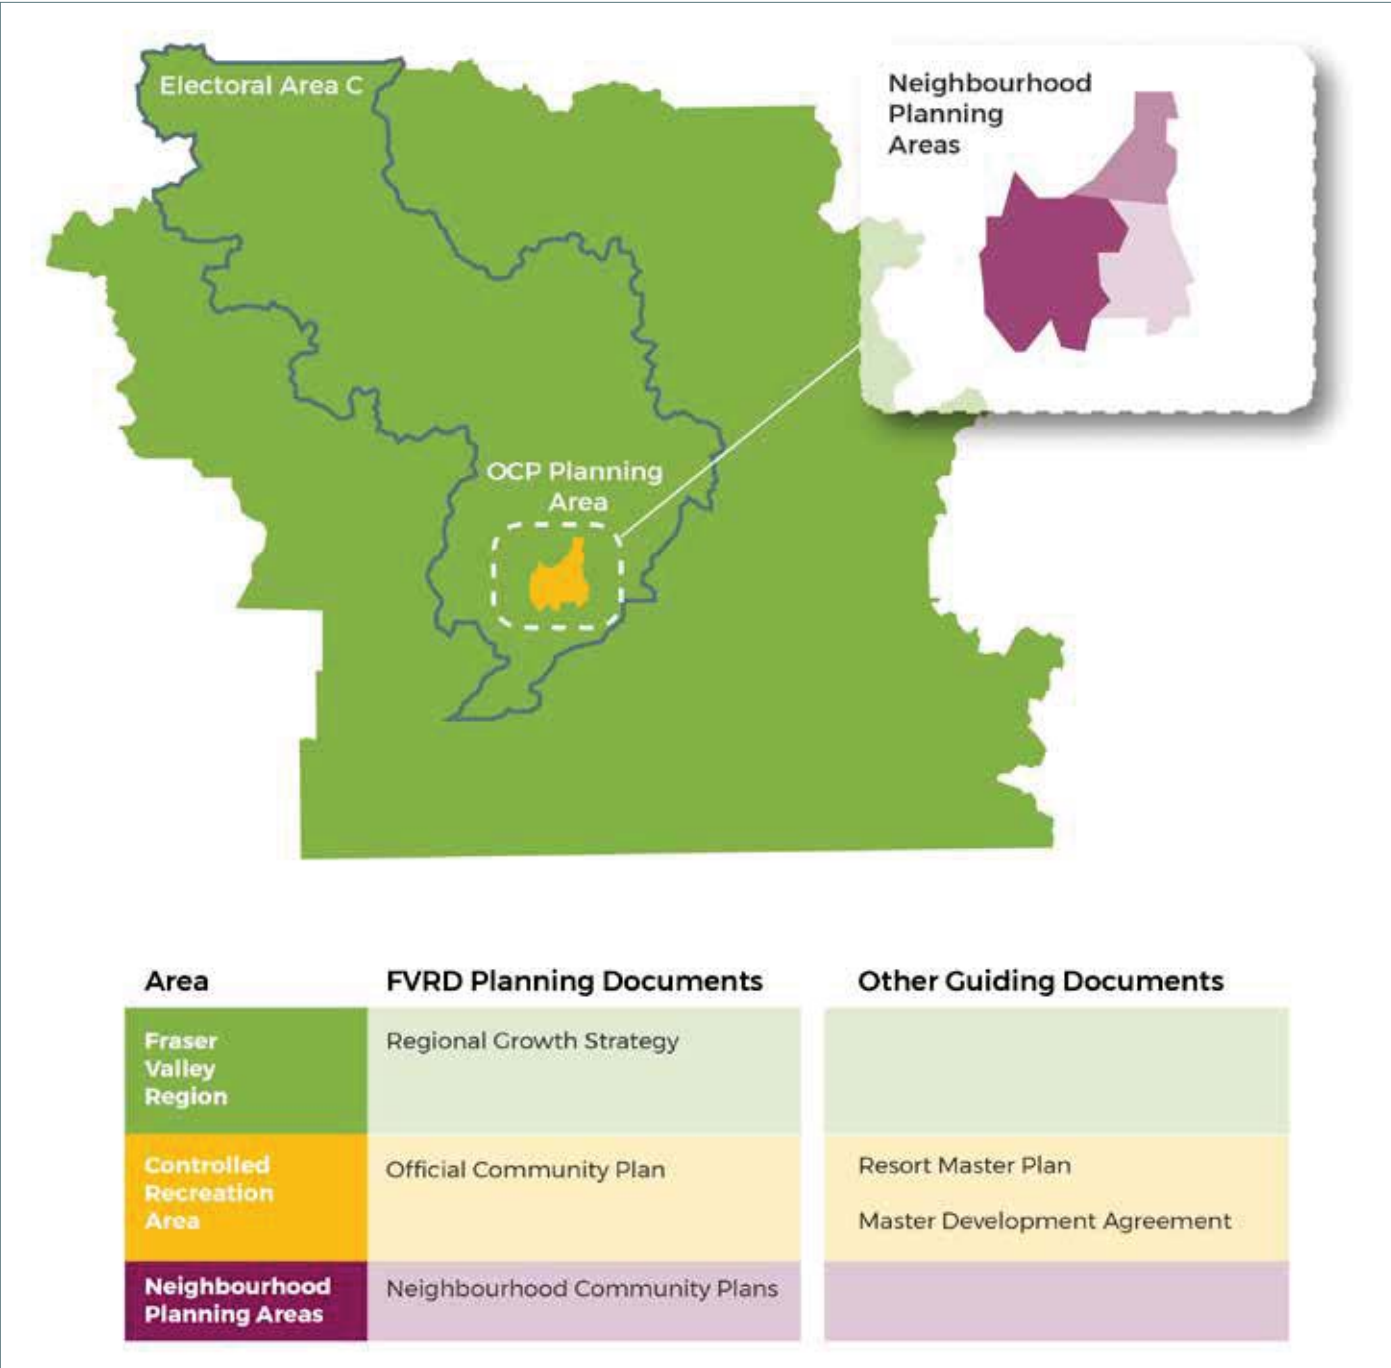 Electoral Area C
Neighbourhood
Planning
Areas
OCP Planning
Area
Area
FVRD Planning Documents
Other Guiding Documents
Fraser
Valley
Region
Regional Growth Strategy
Controlled
Recreation
Area
Official Community Plan
Resort Master Plan
Master Development Agreement
Neighbourhood
Planning Areas
Neighbourhood Community Plans